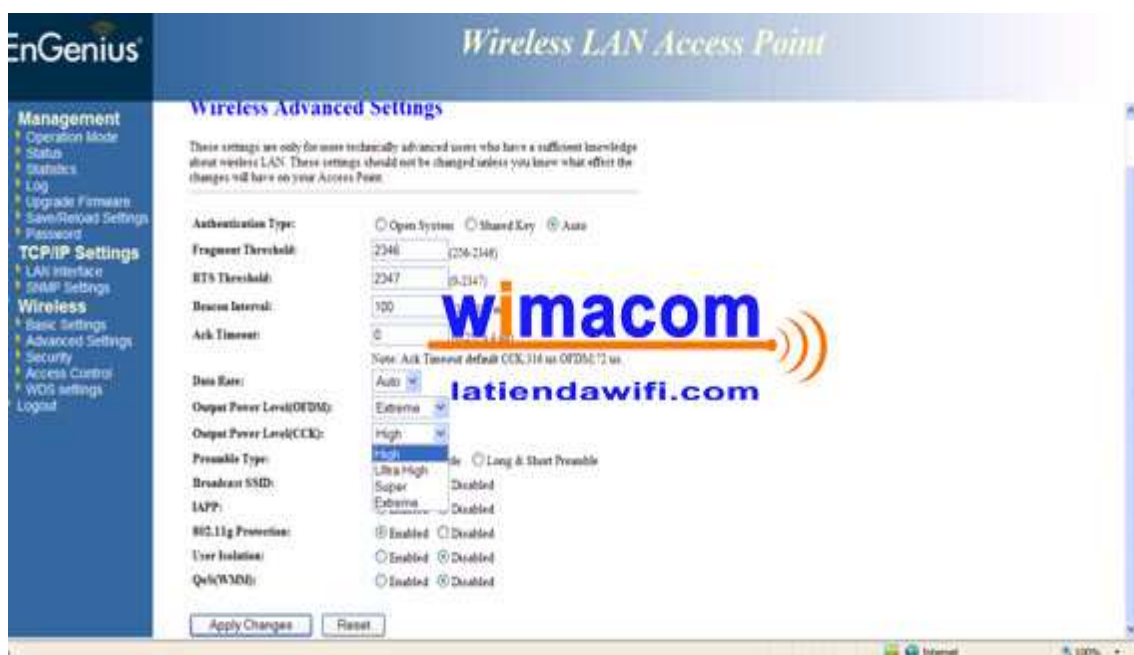 EnGenius
Wireless LAN Access Point
Management
Operation Mode
Status
Statistics
Log
Upgrade Firmware
Save/Reload Settings
Password
TCP/IP Settings
LAN Interface
SNMP Settings
Wireless
Basic Settings
Advanced Settings
Security
Access Control
WDS settings
Logout
Wireless Advanced Settings
These settings are only for more technically advanced users who have a sufficient knowledge
about wireless LAN. These settings should not be changed unless you know what effect the
changes will have on your Access Point.
Authentication Type: Open System Shared Key Auto
Fragment Threshold: 2346 (256-2346)
RTS Threshold: 2347 (0-2347)
Beacon Interval: 100
Ack Timeout: 0
Note: Ack Timeout default CCK:316 us OFDM:72 us
Data Rate: Auto
Output Power Level(OFDM): Extreme
Output Power Level(CCK): High
High
Ultra High
Super
Extreme
Preamble Type: Long & Short Preamble
Broadcast SSID: Disabled
IAPP: Disabled
802.11g Protection: Enabled Disabled
User Isolation: Enabled Disabled
QoS(WMM): Enabled Disabled
Apply Changes Reset
wimacom
latiendawifi.com
Internet
100%